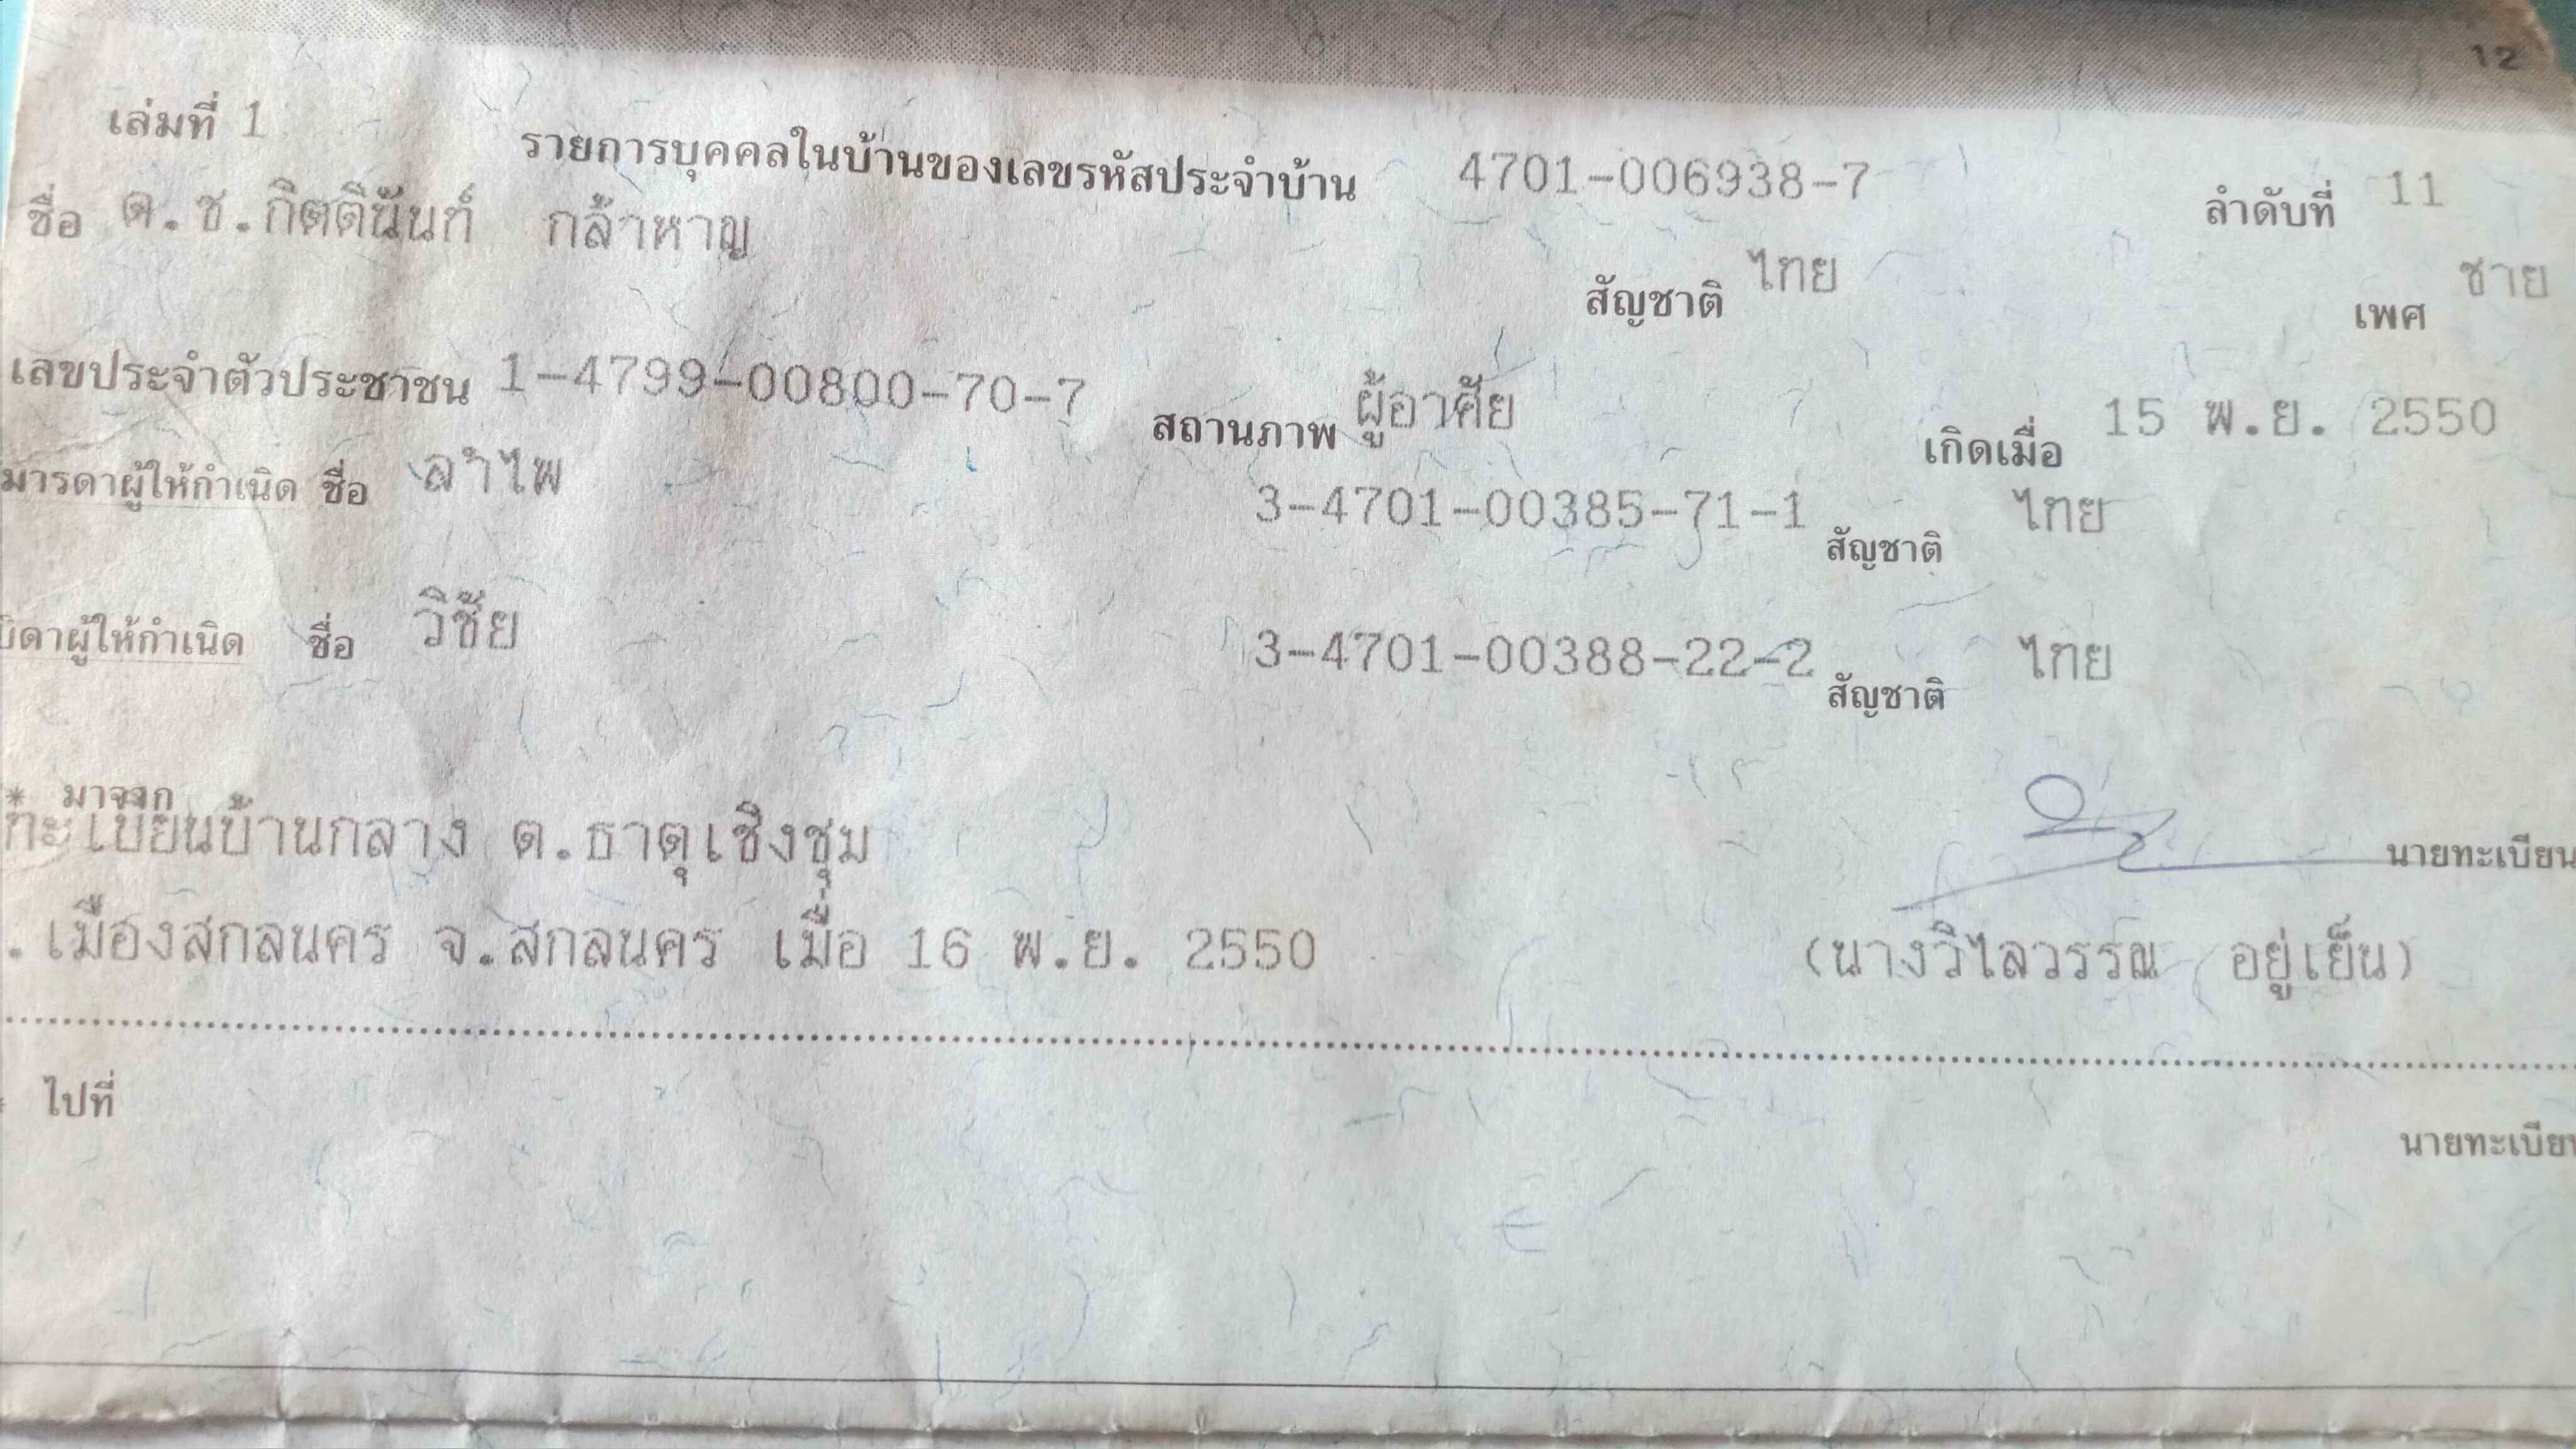 12
เล่มที่ 1 รายการบุคคลในบ้านของเลขรหัสประจำบ้าน 4701-006938-7 ลำดับที่ 11
ชื่อ ด.ช.กิตตินันท์ กล้าหาญ สัญชาติ ไทย เพศ ชาย
เลขประจำตัวประชาชน 1-4799-00800-70-7 สถานภาพ ผู้อาศัย เกิดเมื่อ 15 พ.ย. 2550
มารดาผู้ให้กำเนิด ชื่อ ลำไพ 3-4701-00385-71-1 สัญชาติ ไทย
บิดาผู้ให้กำเนิด ชื่อ วิชัย 3-4701-00388-22-2 สัญชาติ ไทย
* มาจาก
ทะเบียนบ้านกลาง ต.ธาตุเชิงชุม นายทะเบียน
.เมืองสกลนคร จ.สกลนคร เมื่อ 16 พ.ย. 2550 (นางวิไลวรรณ อยู่เย็น)
* ไปที่
นายทะเบียน